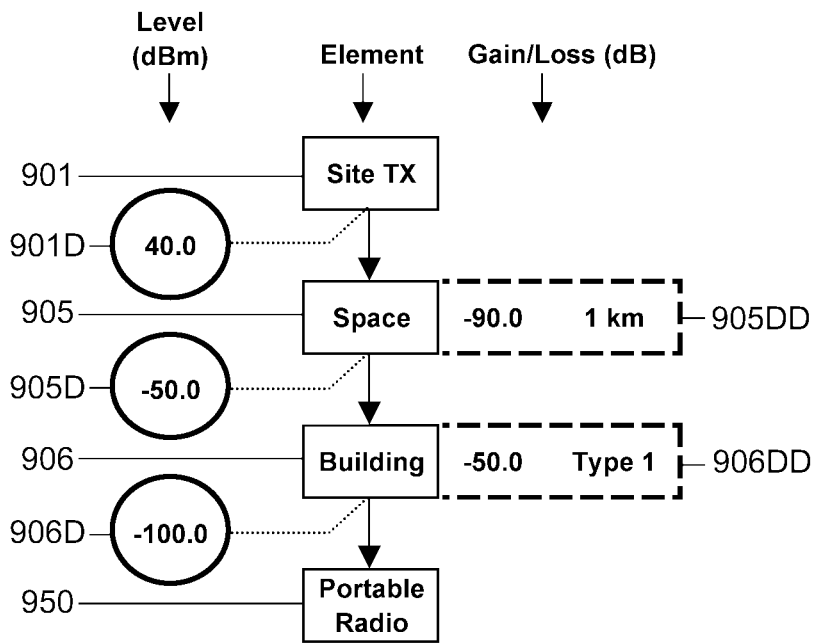 Level
(dBm)
Element
Gain/Loss (dB)
901
Site TX
901D
40.0
905
Space
-90.0 1 km
905DD
905D
-50.0
906
Building
-50.0 Type 1
906DD
906D
-100.0
950
Portable
Radio